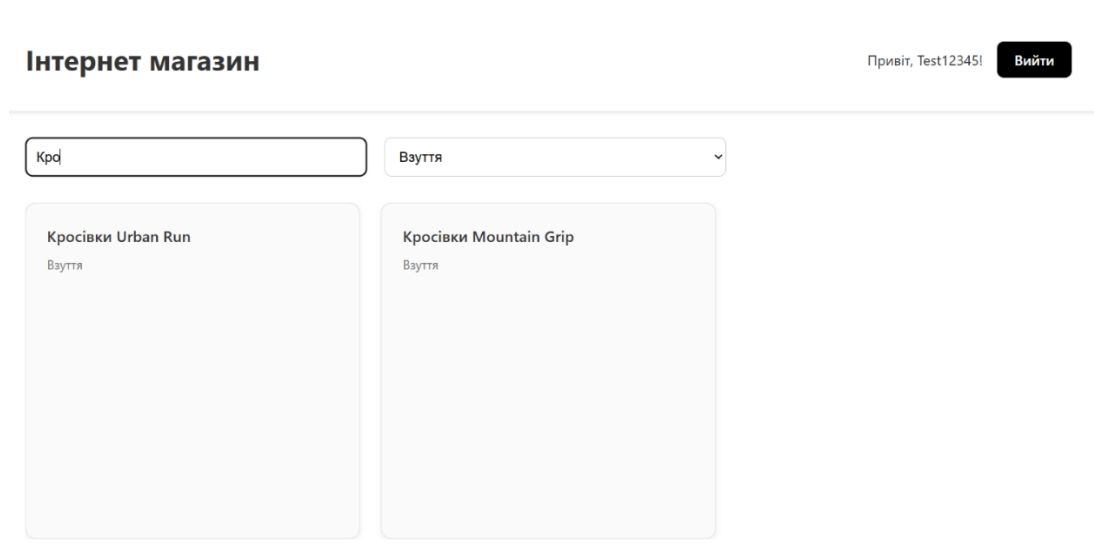 Інтернет магазин
Привіт, Test12345!
Вийти
Кро
Взуття
Кросівки Urban Run
Взуття
Кросівки Mountain Grip
Взуття